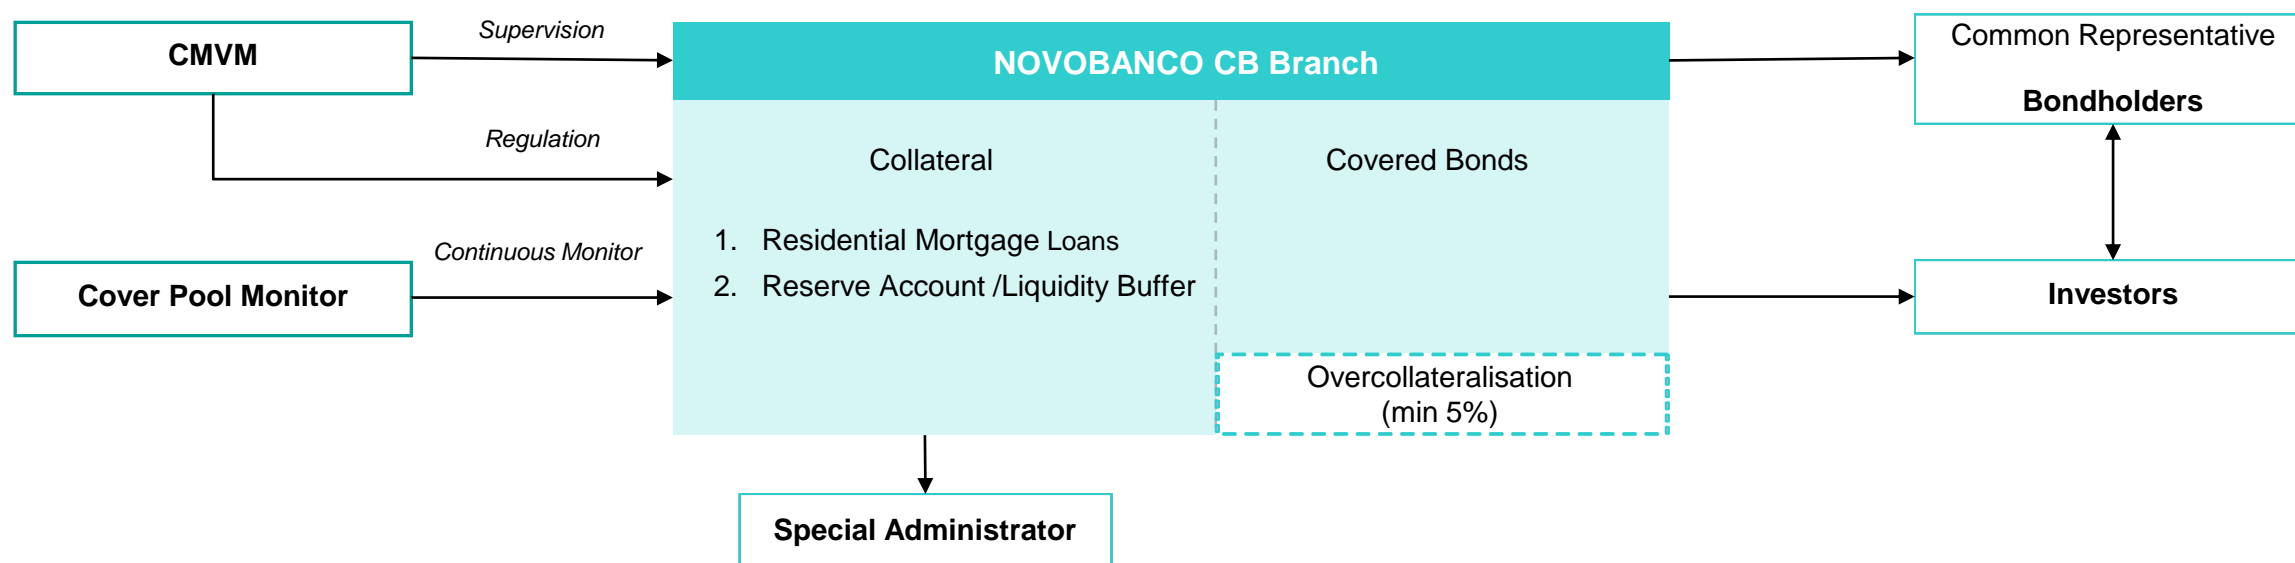 CMVM
Supervision
Regulation
Cover Pool Monitor
Continuous Monitor
NOVOBANCO CB Branch
Collateral
1. Residential Mortgage Loans
2. Reserve Account /Liquidity Buffer
Covered Bonds
Overcollateralisation
(min 5%)
Special Administrator
Common Representative
Bondholders
Investors